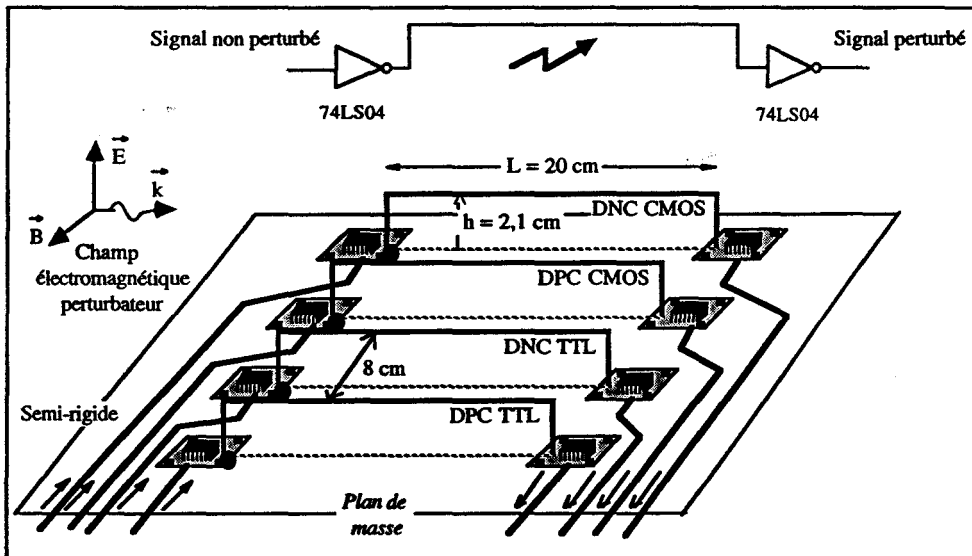 Signal non perturbé
Signal perturbé
74LS04
74LS04
E
k
B
Champ
électromagnétique
perturbateur
L = 20 cm
h = 2,1 cm
DNC CMOS
DPC CMOS
DNC TTL
8 cm
DPC TTL
Semi-rigide
Plan de
masse